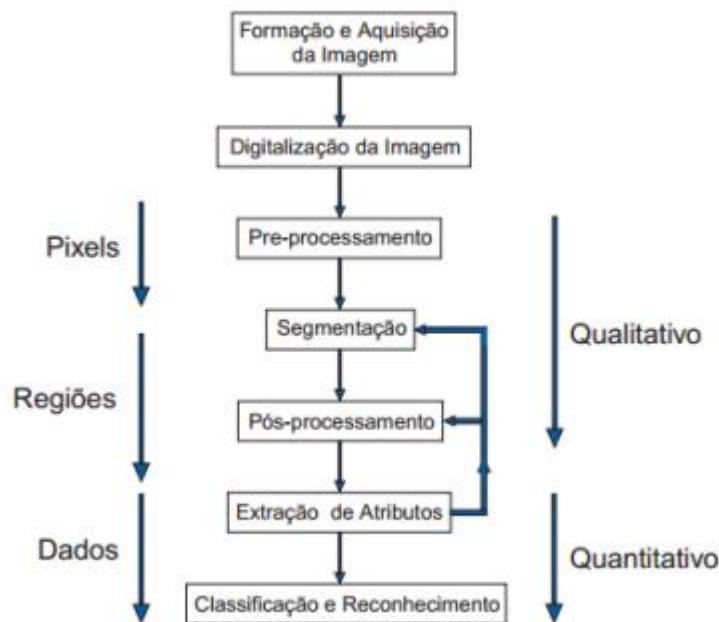 Formação e Aquisição
da Imagem
Digitalização da Imagem
Pixels
Pre-processamento
Segmentação
Qualitativo
Regiões
Pós-processamento
Extração de Atributos
Dados
Quantitativo
Classificação e Reconhecimento